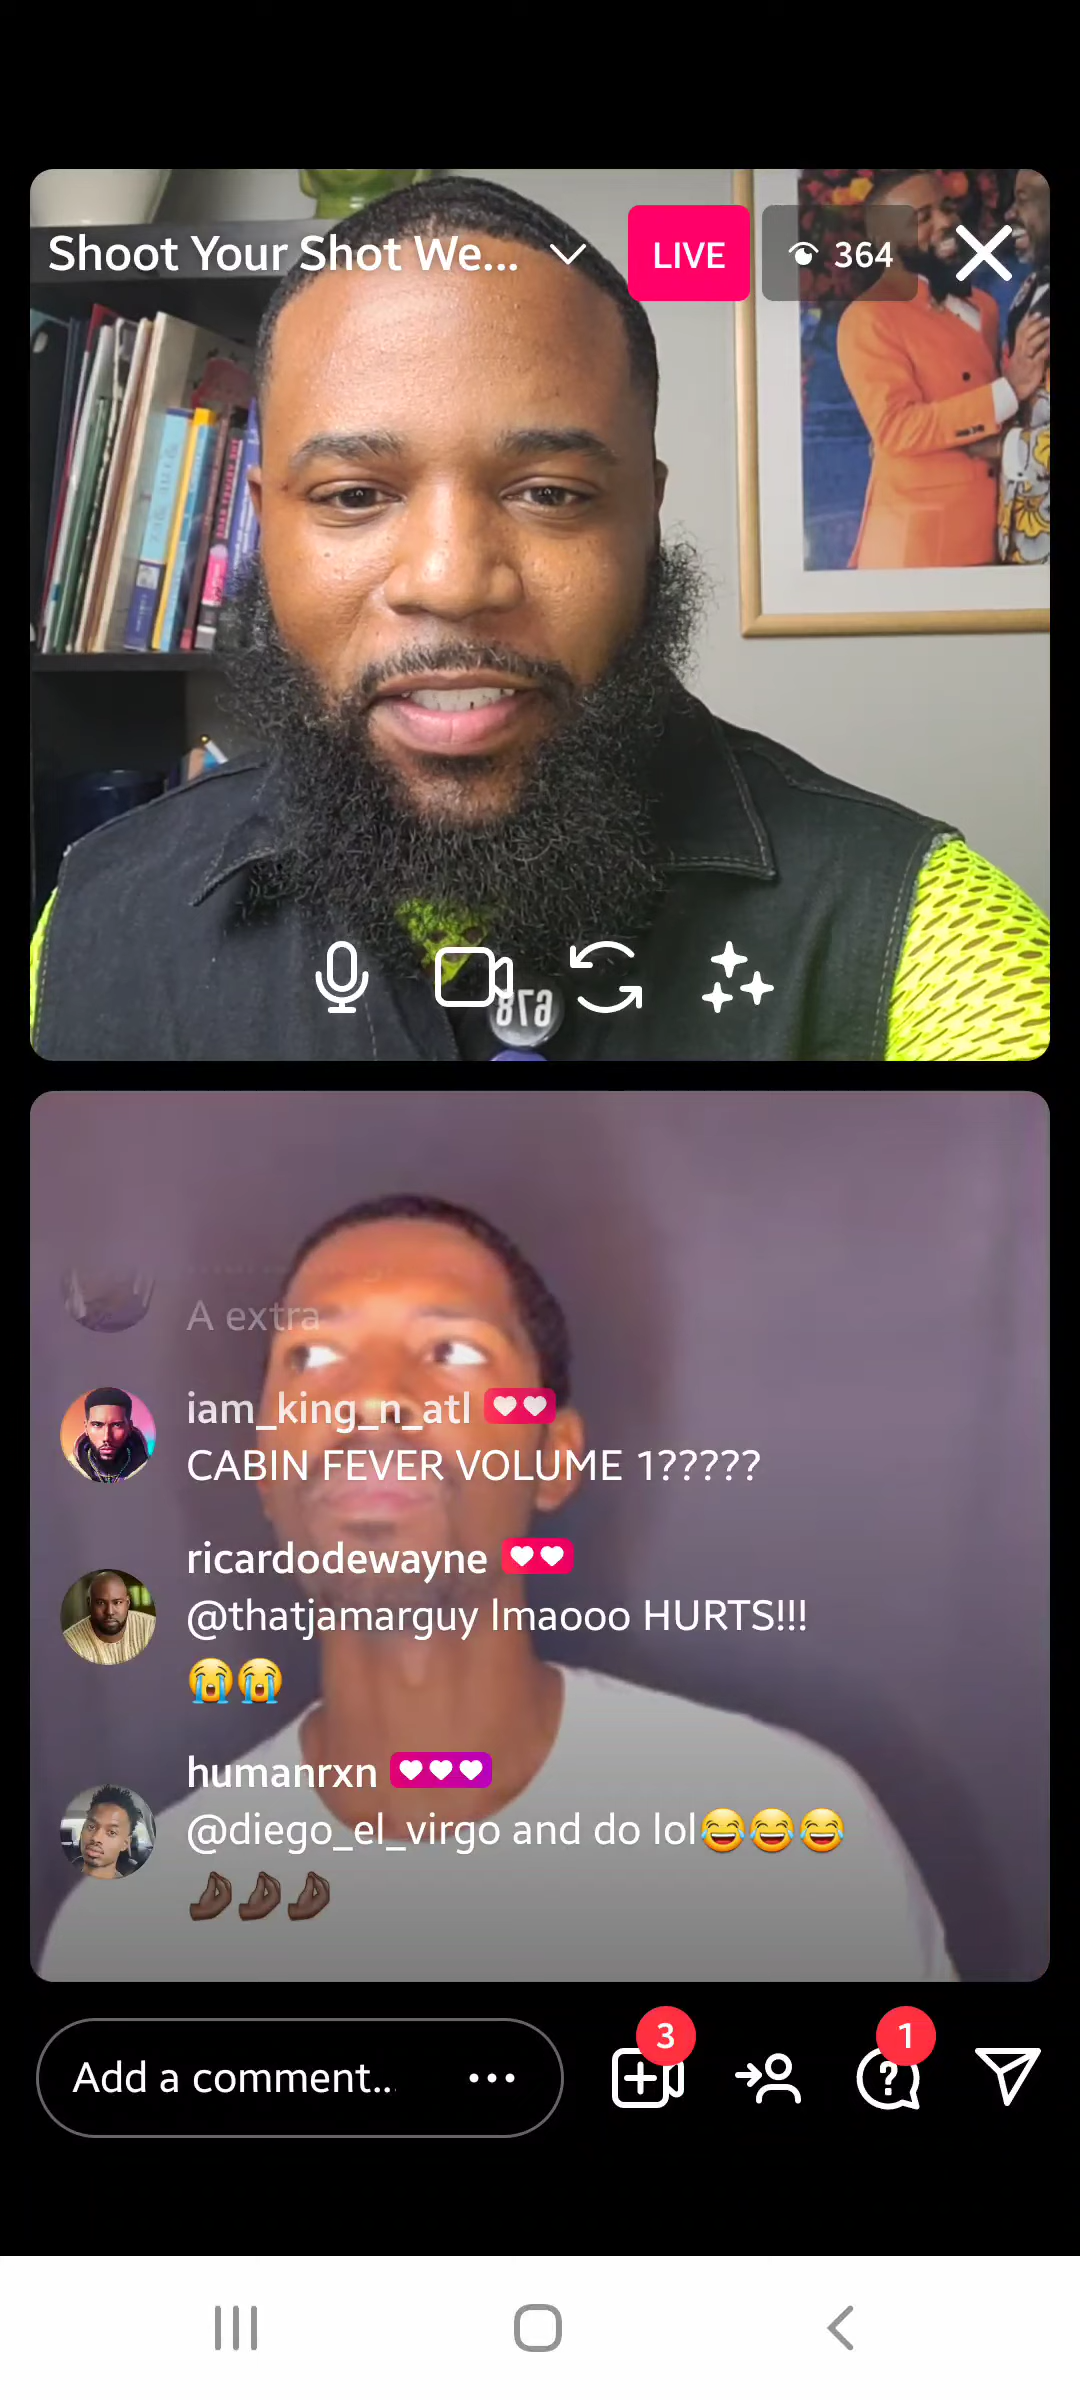 Shoot Your Shot We...
LIVE
364
678
A extra
iam_king_n_atl
CABIN FEVER VOLUME 1?????
ricardodewayne
@thatjamarguy lmaooo HURTS!!!
😭😭
humanrxn
@diego_el_virgo and do lol😂😂😂
🤌🏿🤌🏿🤌🏿
Add a comment...
3
1